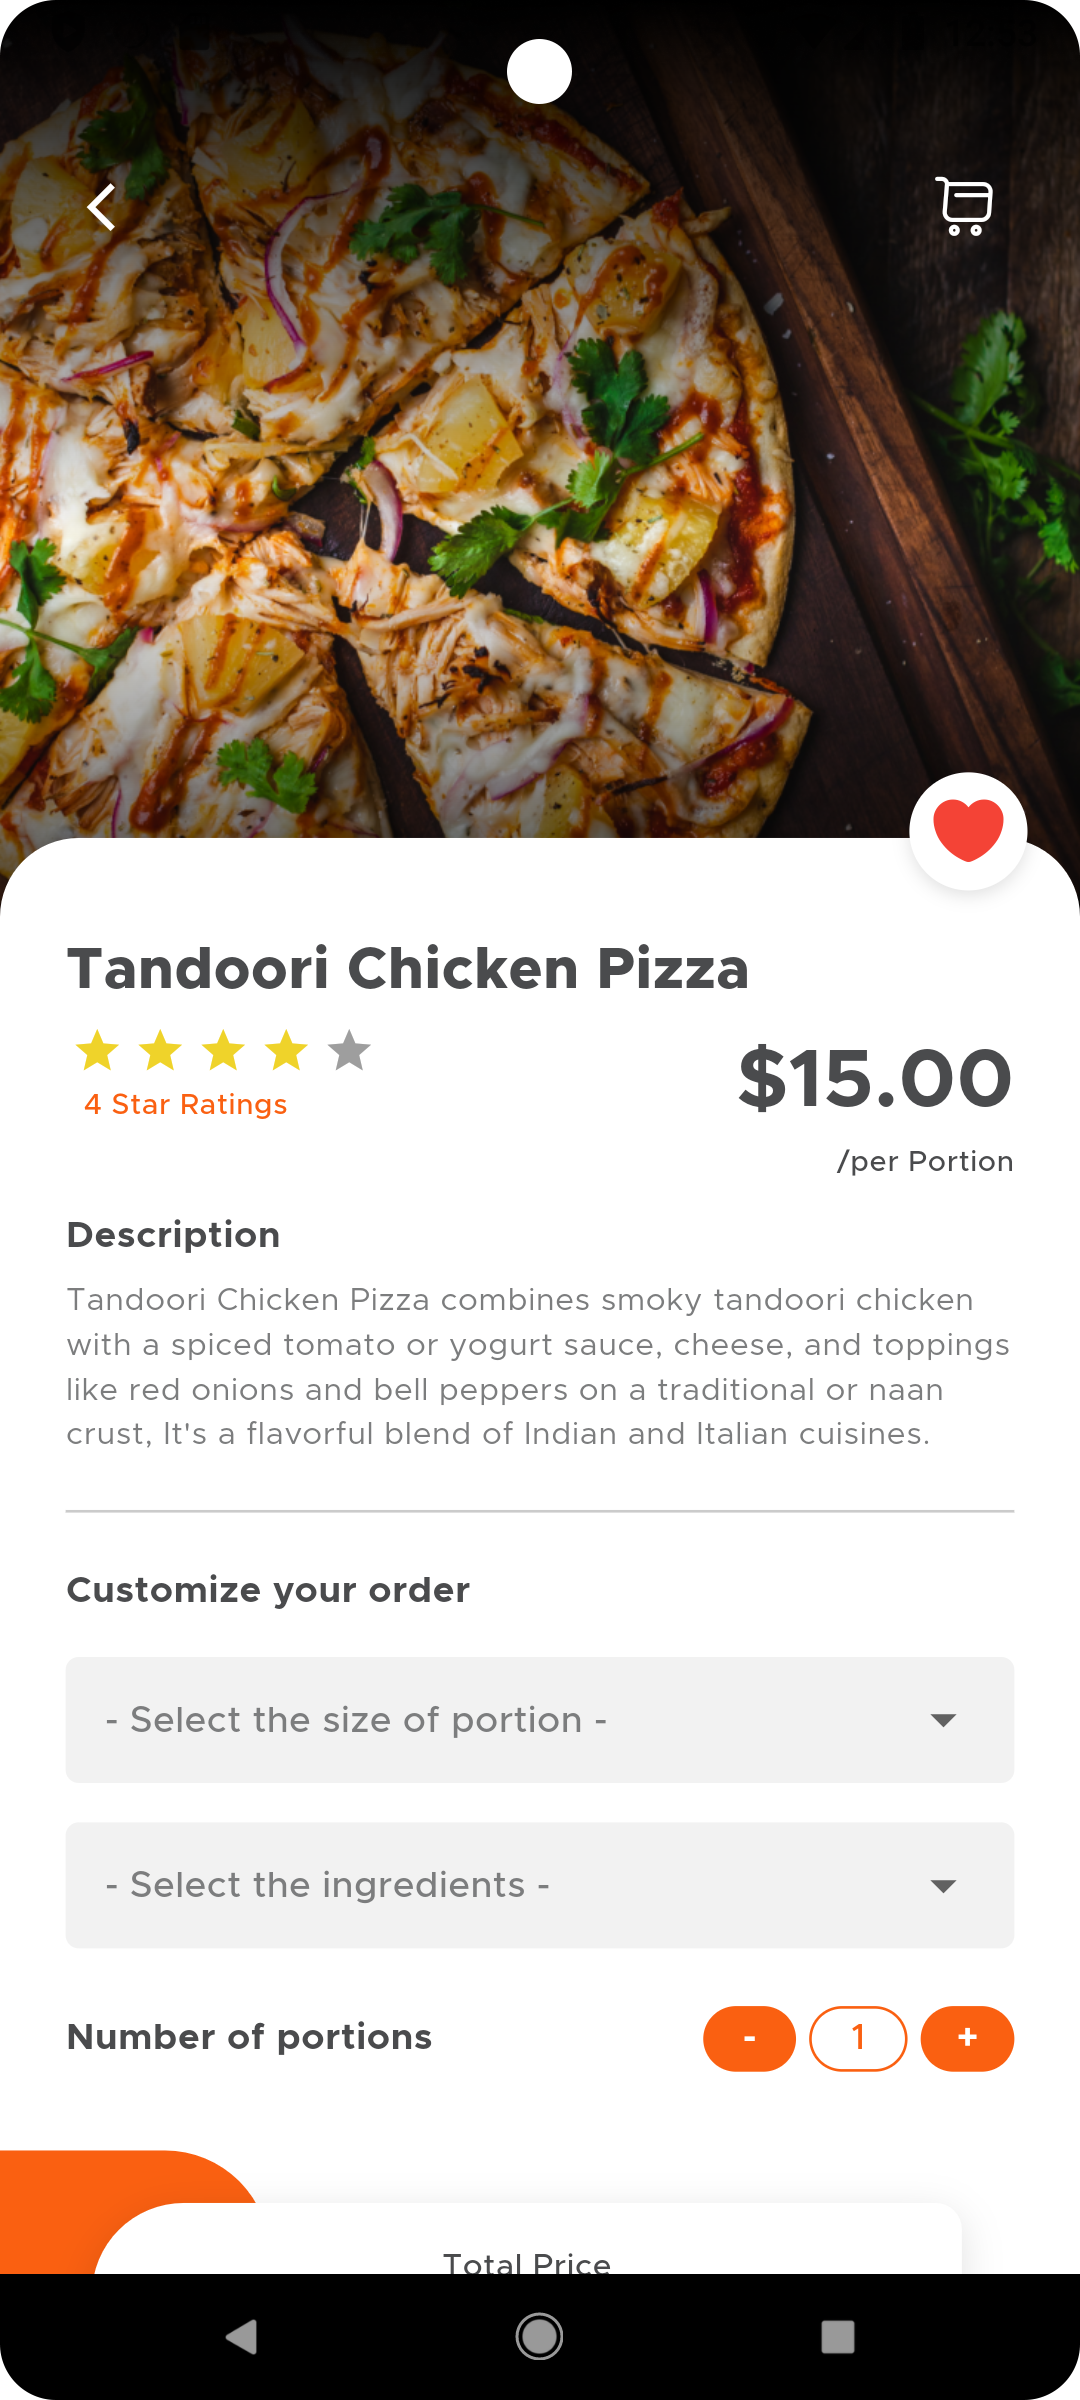 Tandoori Chicken Pizza
4 Star Ratings
$15.00
/per Portion
Description
Tandoori Chicken Pizza combines smoky tandoori chicken
with a spiced tomato or yogurt sauce, cheese, and toppings
like red onions and bell peppers on a traditional or naan
crust, It's a flavorful blend of Indian and Italian cuisines.
Customize your order
- Select the size of portion -
- Select the ingredients -
Number of portions
- 1 +
Total Price